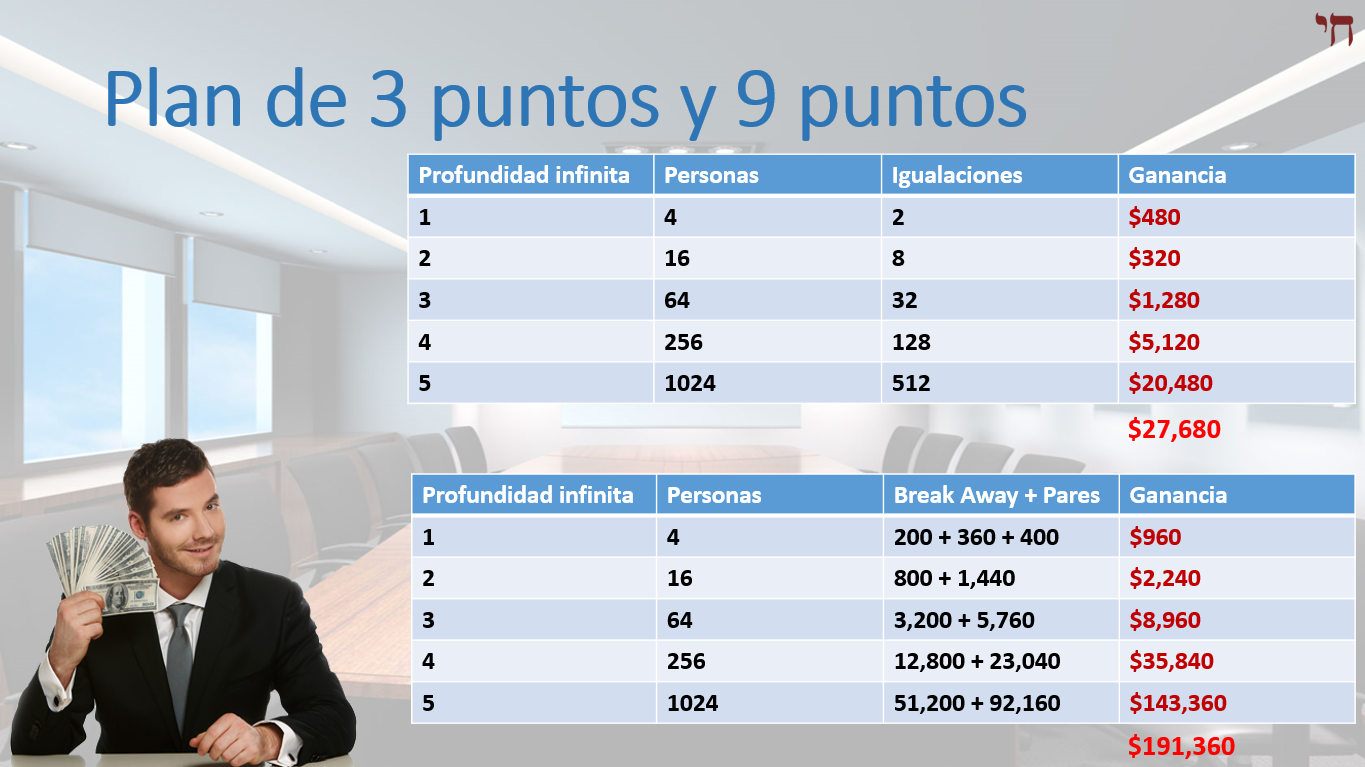 חי
Plan de 3 puntos y 9 puntos
Profundidad infinita Personas Igualaciones Ganancia
1 4 2 $480
2 16 8 $320
3 64 32 $1,280
4 256 128 $5,120
5 1024 512 $20,480
$27,680
Profundidad infinita Personas Break Away + Pares Ganancia
1 4 200 + 360 + 400 $960
2 16 800 + 1,440 $2,240
3 64 3,200 + 5,760 $8,960
4 256 12,800 + 23,040 $35,840
5 1024 51,200 + 92,160 $143,360
$191,360